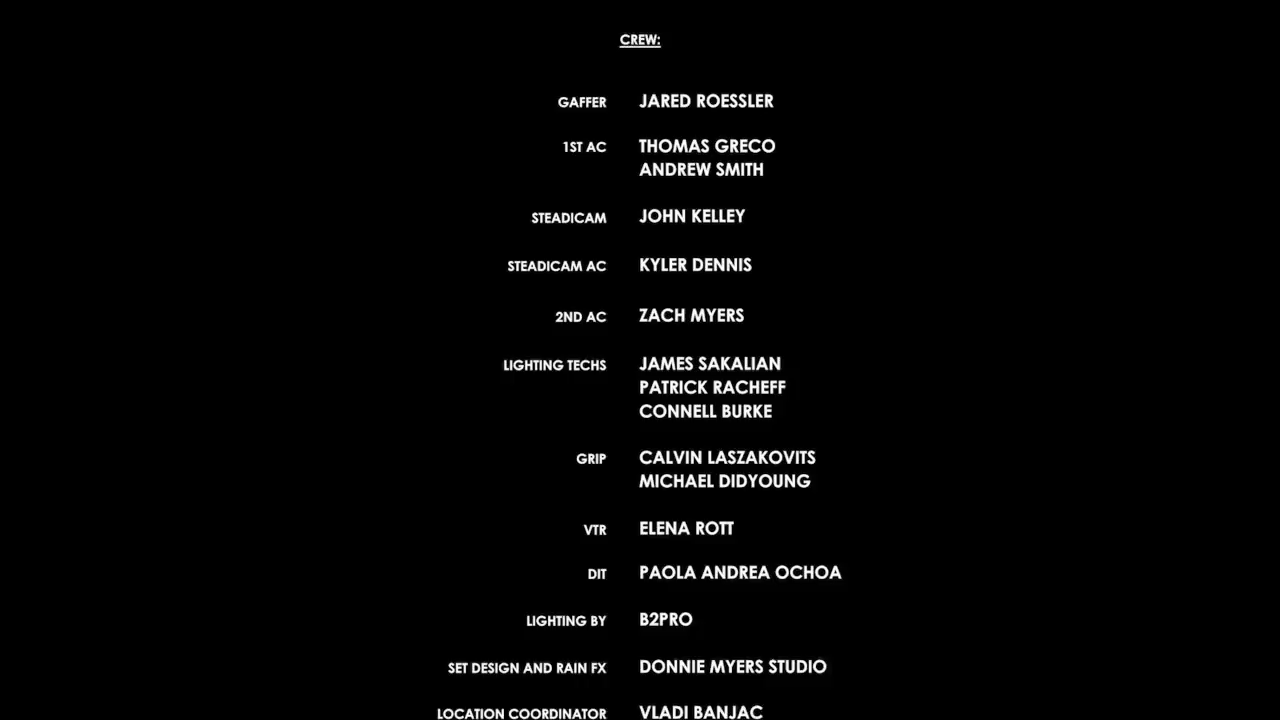 CREW:
GAFFER JARED ROESSLER
1ST AC THOMAS GRECO
ANDREW SMITH
STEADICAM JOHN KELLEY
STEADICAM AC KYLER DENNIS
2ND AC ZACH MYERS
LIGHTING TECHS JAMES SAKALIAN
PATRICK RACHEFF
CONNELL BURKE
GRIP CALVIN LASZAKOVITS
MICHAEL DIDYOUNG
VTR ELENA ROTT
DIT PAOLA ANDREA OCHOA
LIGHTING BY B2PRO
SET DESIGN AND RAIN FX DONNIE MYERS STUDIO
LOCATION COORDINATOR VLADI BANJAC